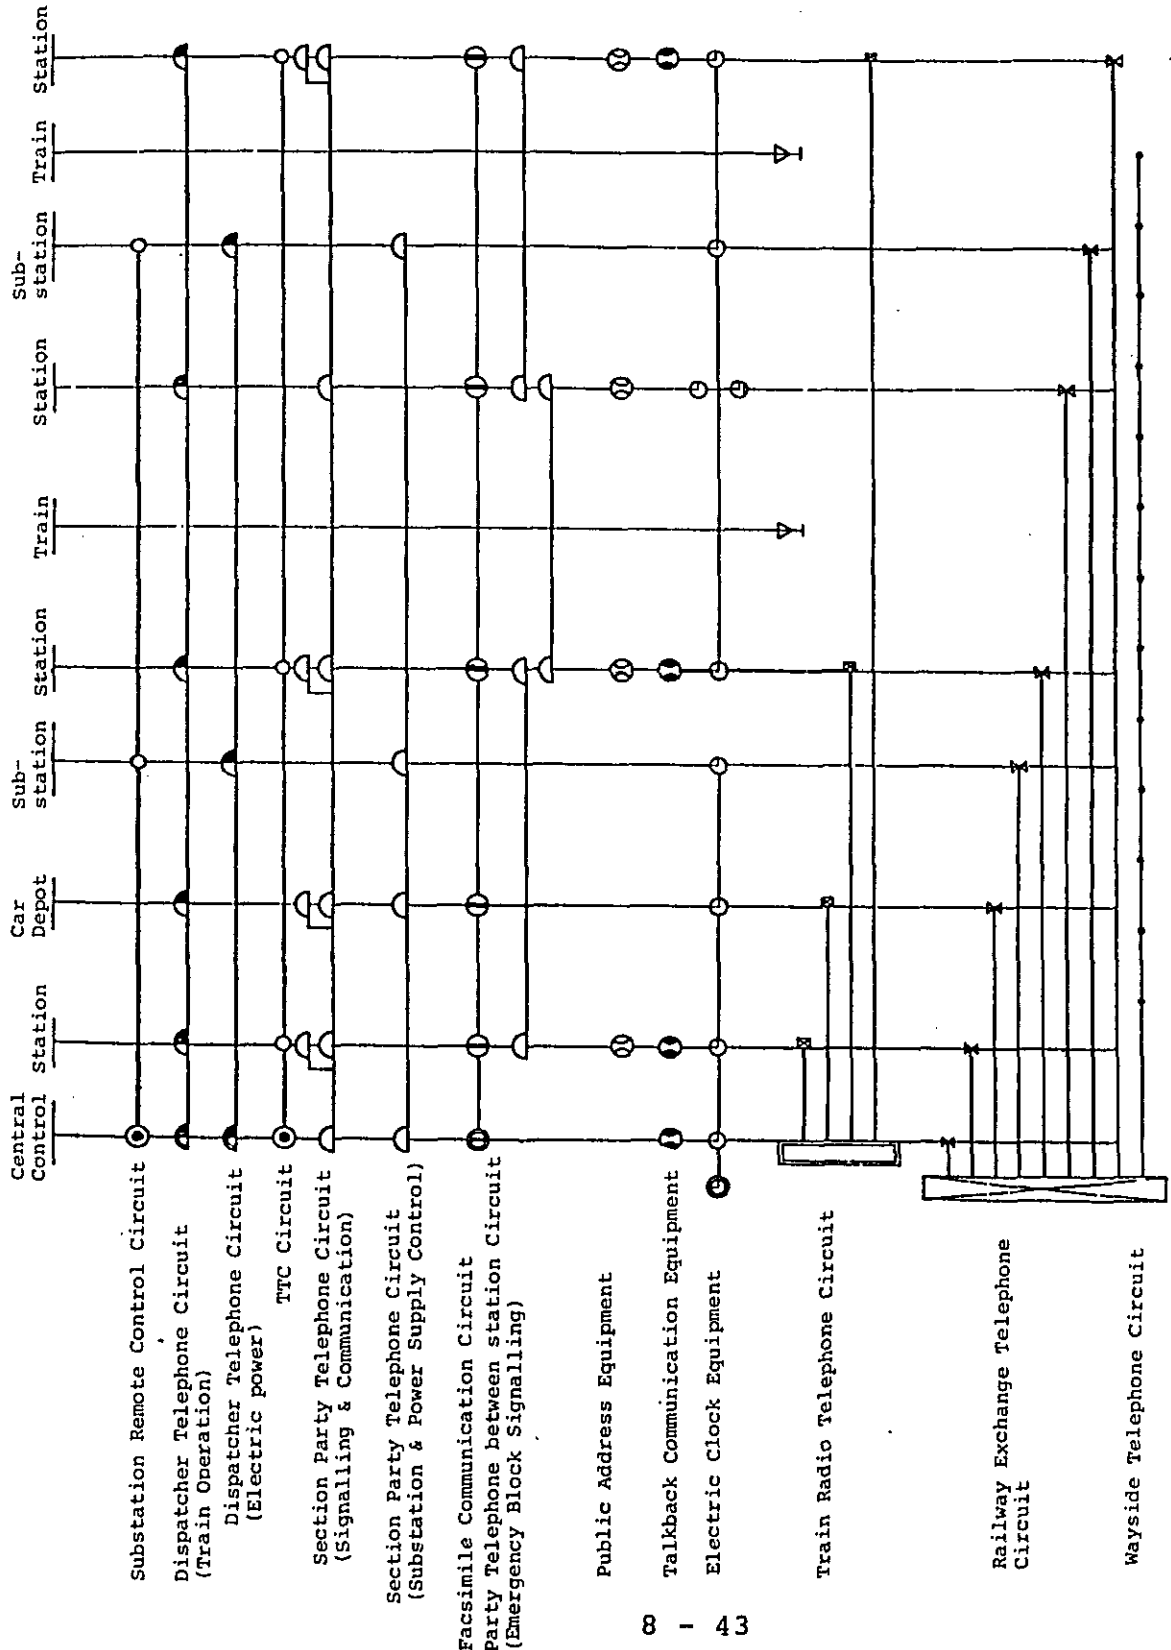 Central
Control
Station
Car
Depot
Sub-
station
Station
Train
Station
Sub-
station
Train
Station
Substation Remote Control Circuit
Dispatcher Telephone Circuit
(Train Operation)
Dispatcher Telephone Circuit
(Electric power)
TTC Circuit
Section Party Telephone Circuit
(Signalling & Communication)
Section Party Telephone Circuit
(Substation & Power Supply Control)
Facsimile Communication Circuit
Party Telephone between station Circuit
(Emergency Block Signalling)
Public Address Equipment
Talkback Communication Equipment
Electric Clock Equipment
Train Radio Telephone Circuit
Railway Exchange Telephone
Circuit
Wayside Telephone Circuit
8 - 43